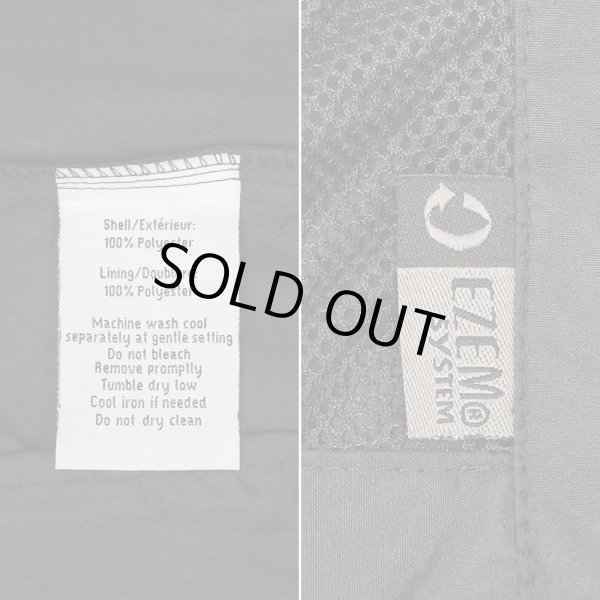 Shell/Extérieur:
100% Polyester
Lining/Doublure:
100% Polyester
Machine wash cool
separately at gentle setting
Do not bleach
Remove promptly
Tumble dry low
Cool iron if needed
Do not dry clean
SOLD OUT
EZEM®
SYSTEM